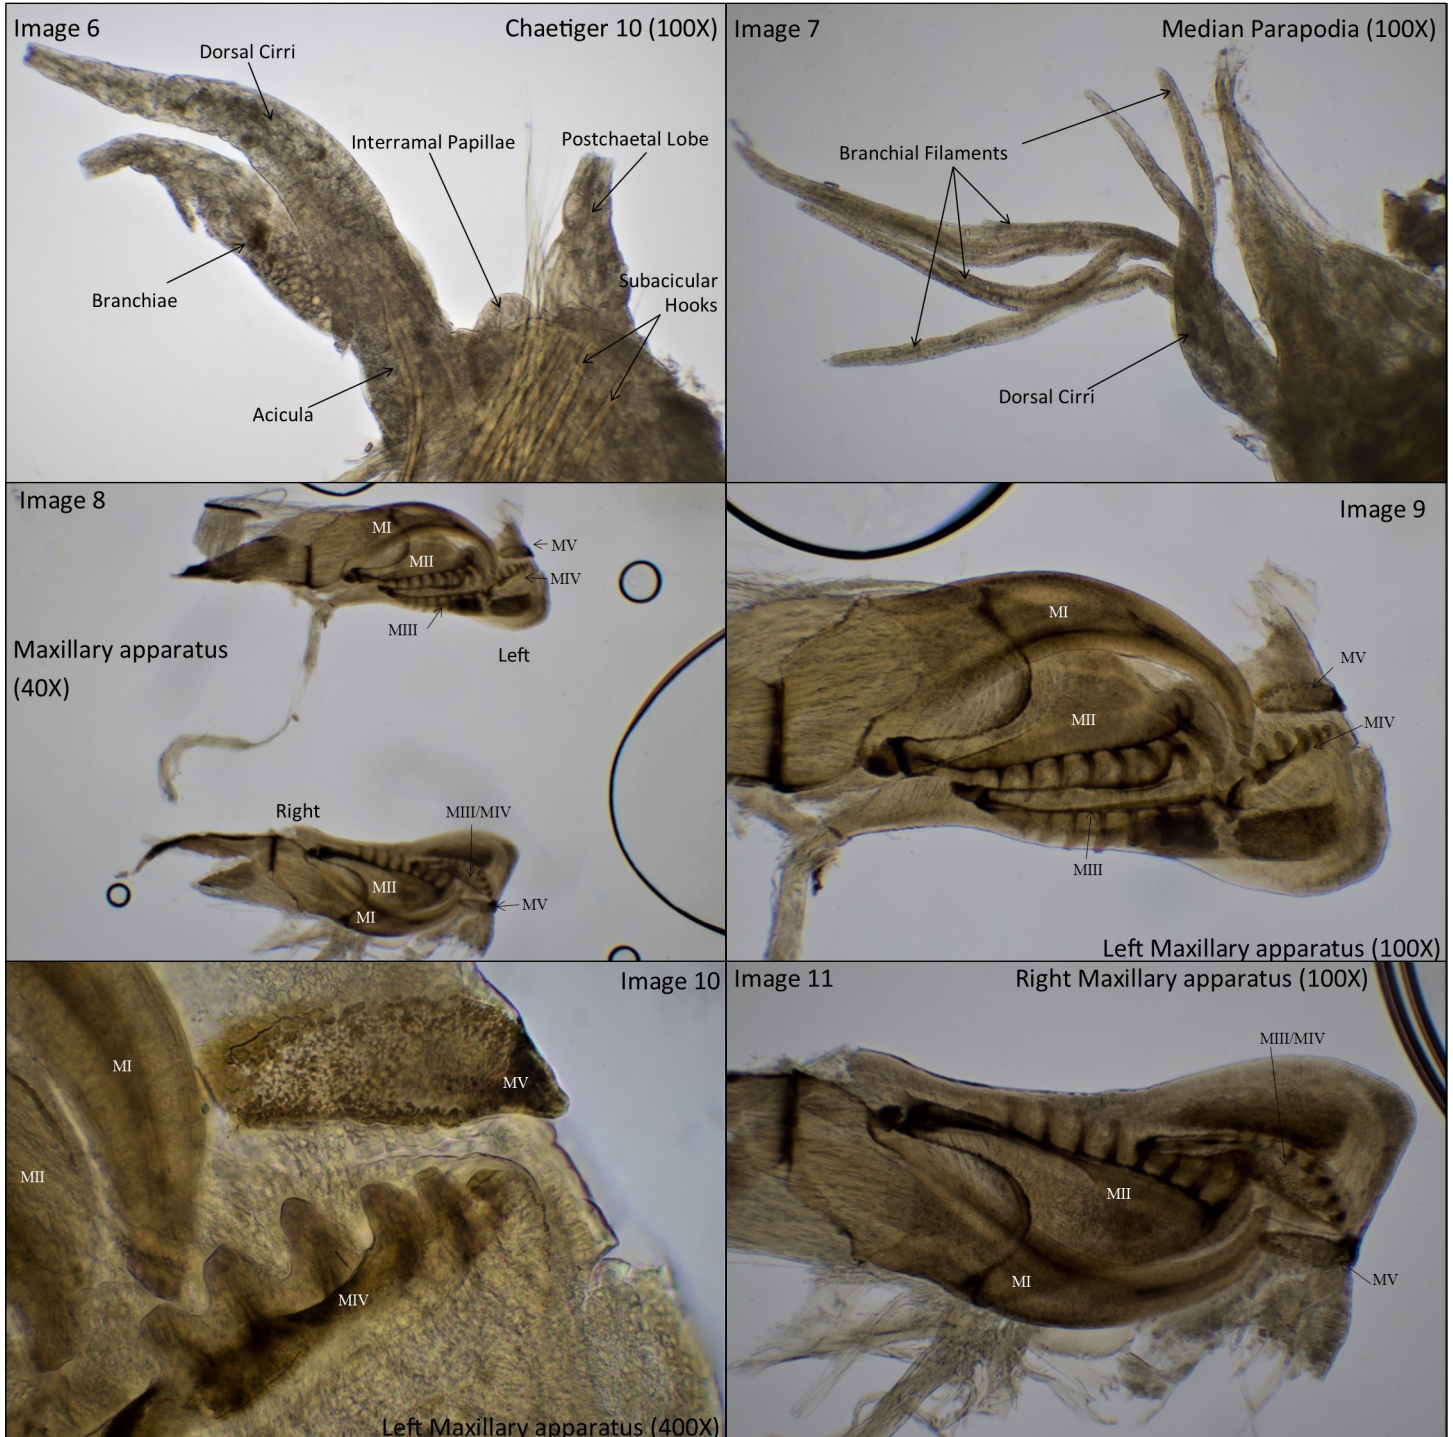 Image 6
Chaetiger 10 (100X)
Dorsal Cirri
Interramal Papillae
Postchaetal Lobe
Subacicular
Hooks
Branchiae
Acicula
Image 7
Median Parapodia (100X)
Branchial Filaments
Dorsal Cirri
Image 8
MI
MII
MV
MIV
MIII
Left
Maxillary apparatus
(40X)
Right
MIII/MIV
MII
MI
MV
Image 9
MI
MV
MII
MIV
MIII
Left Maxillary apparatus (100X)
Image 10
MI
MV
MII
MIV
Left Maxillary apparatus (400X)
Image 11
Right Maxillary apparatus (100X)
MIII/MIV
MII
MI
MV